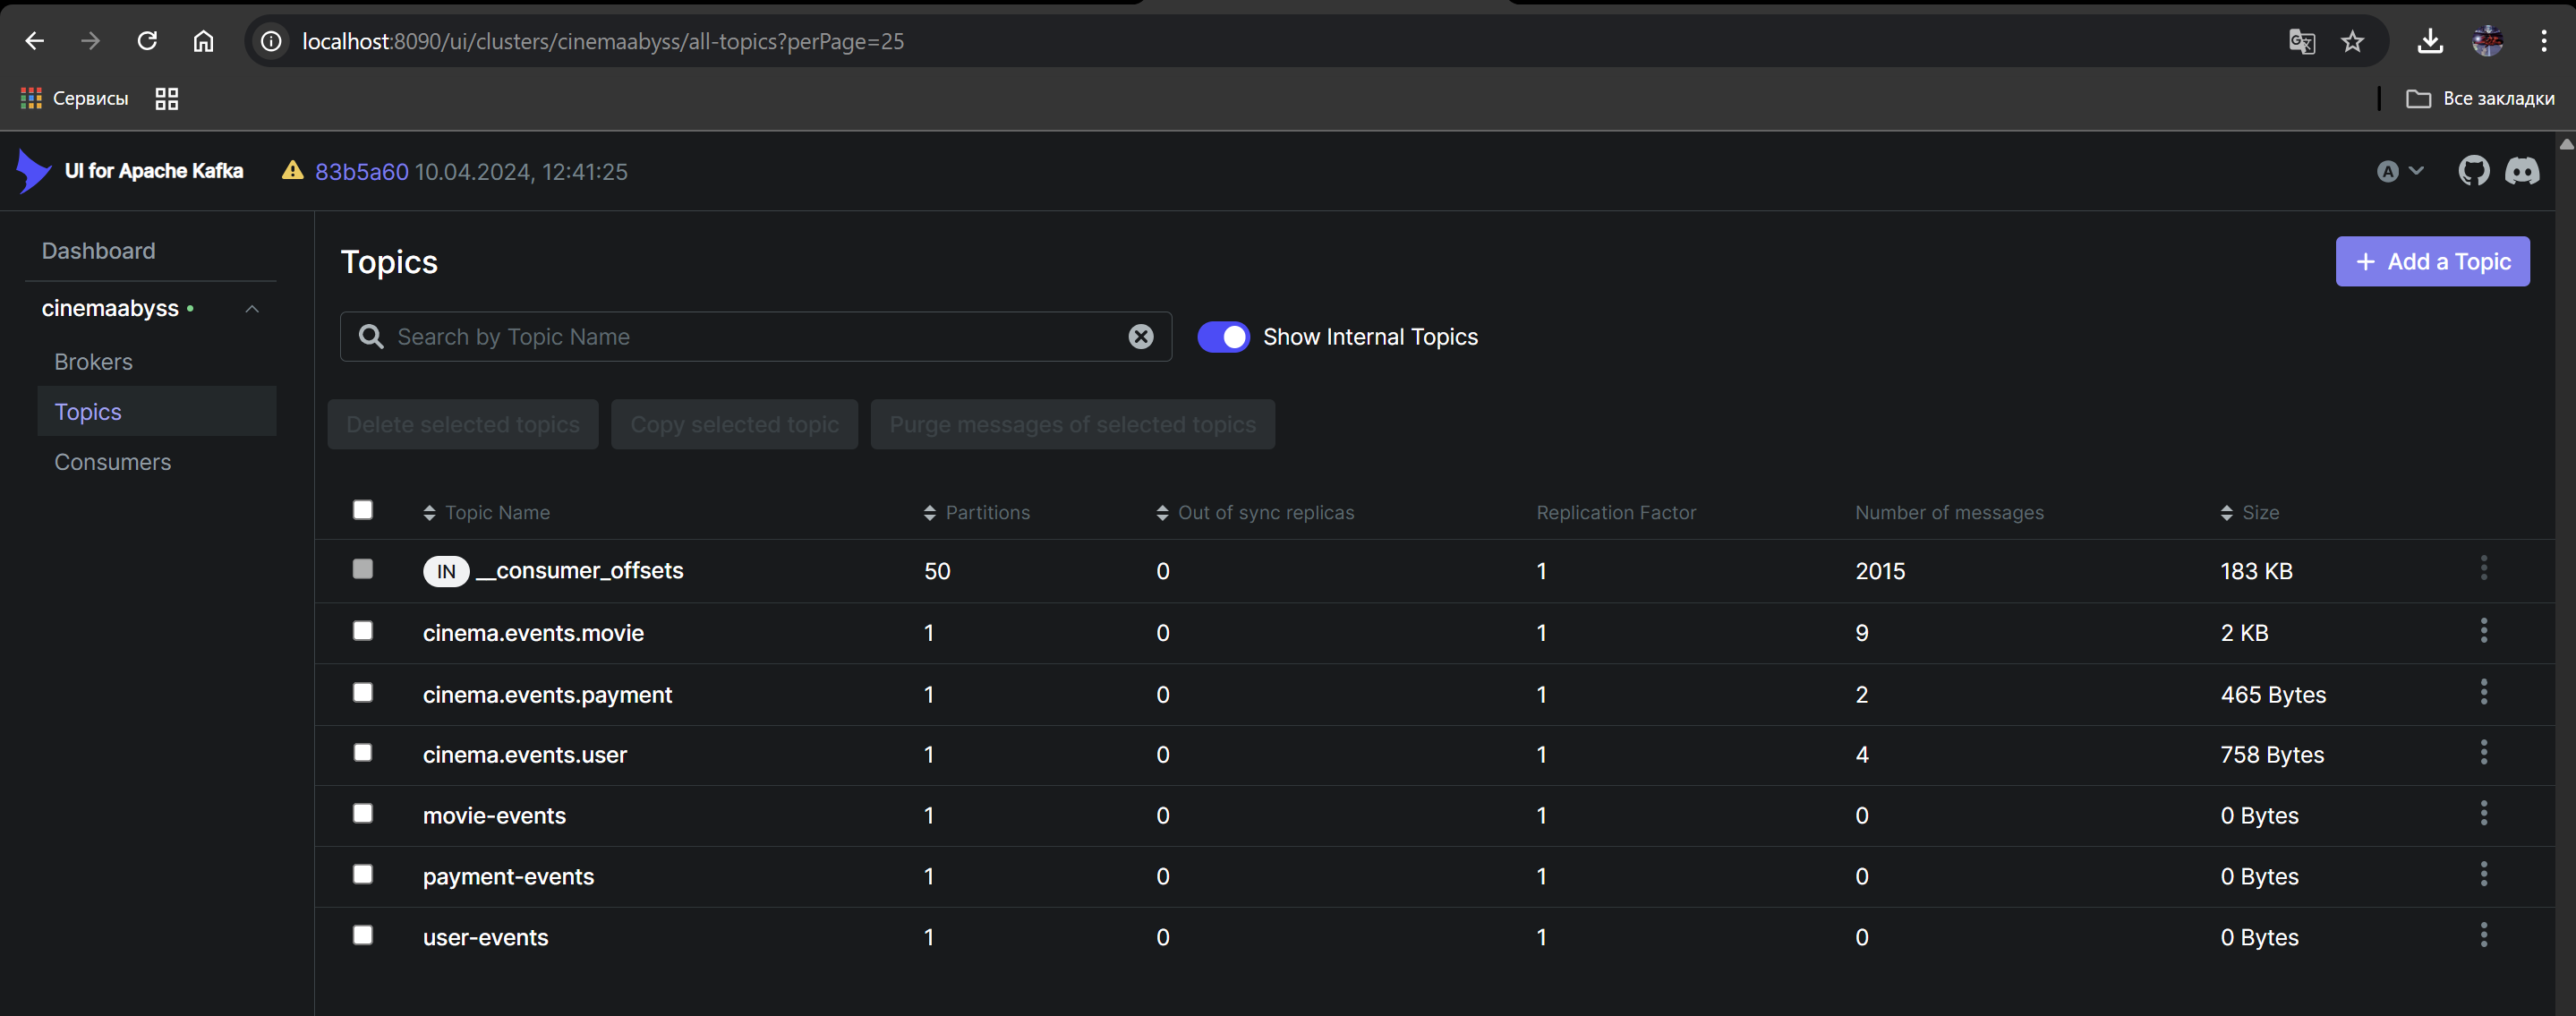 localhost:8090/ui/clusters/cinemaabyss/all-topics?perPage=25
Сервисы
Все закладки
UI for Apache Kafka 83b5a60 10.04.2024, 12:41:25
A
Dashboard
cinemaabyss
Brokers
Topics
Consumers
Topics
+ Add a Topic
Search by Topic Name
Show Internal Topics
Delete selected topics Copy selected topic Purge messages of selected topics
Topic Name Partitions Out of sync replicas Replication Factor Number of messages Size
IN __consumer_offsets 50 0 1 2015 183 KB
cinema.events.movie 1 0 1 9 2 KB
cinema.events.payment 1 0 1 2 465 Bytes
cinema.events.user 1 0 1 4 758 Bytes
movie-events 1 0 1 0 0 Bytes
payment-events 1 0 1 0 0 Bytes
user-events 1 0 1 0 0 Bytes